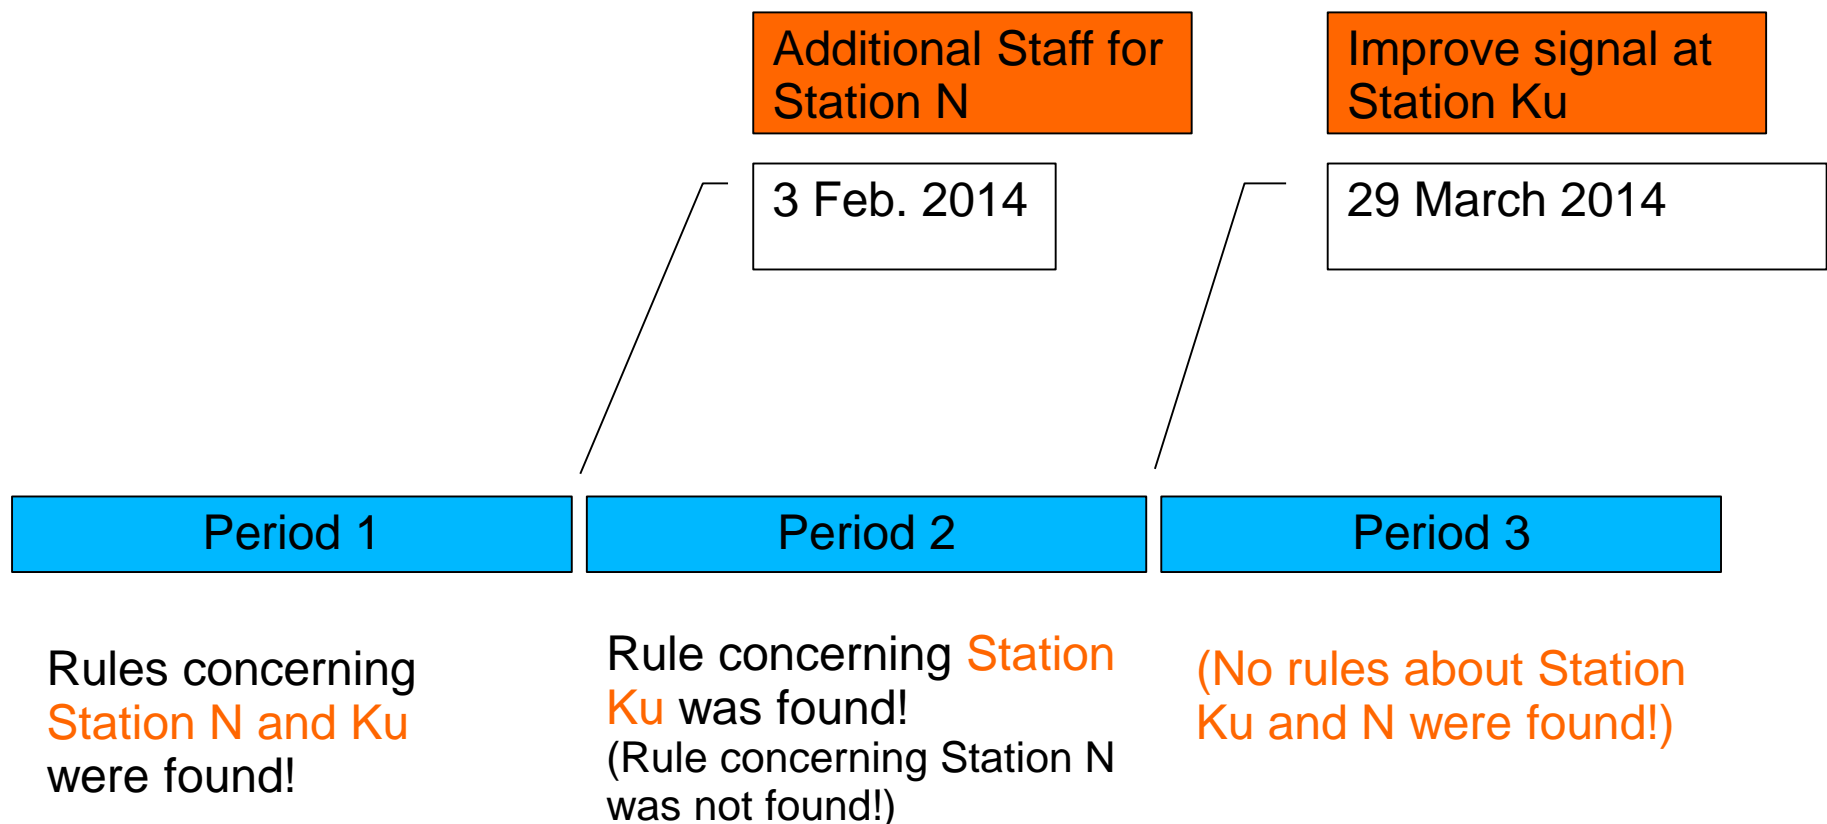 Additional Staff for
Station N
Improve signal at
Station Ku
3 Feb. 2014
29 March 2014
Period 1
Period 2
Period 3
Rules concerning
Station N and Ku
were found!
Rule concerning Station
Ku was found!
(Rule concerning Station N
was not found!)
(No rules about Station
Ku and N were found!)